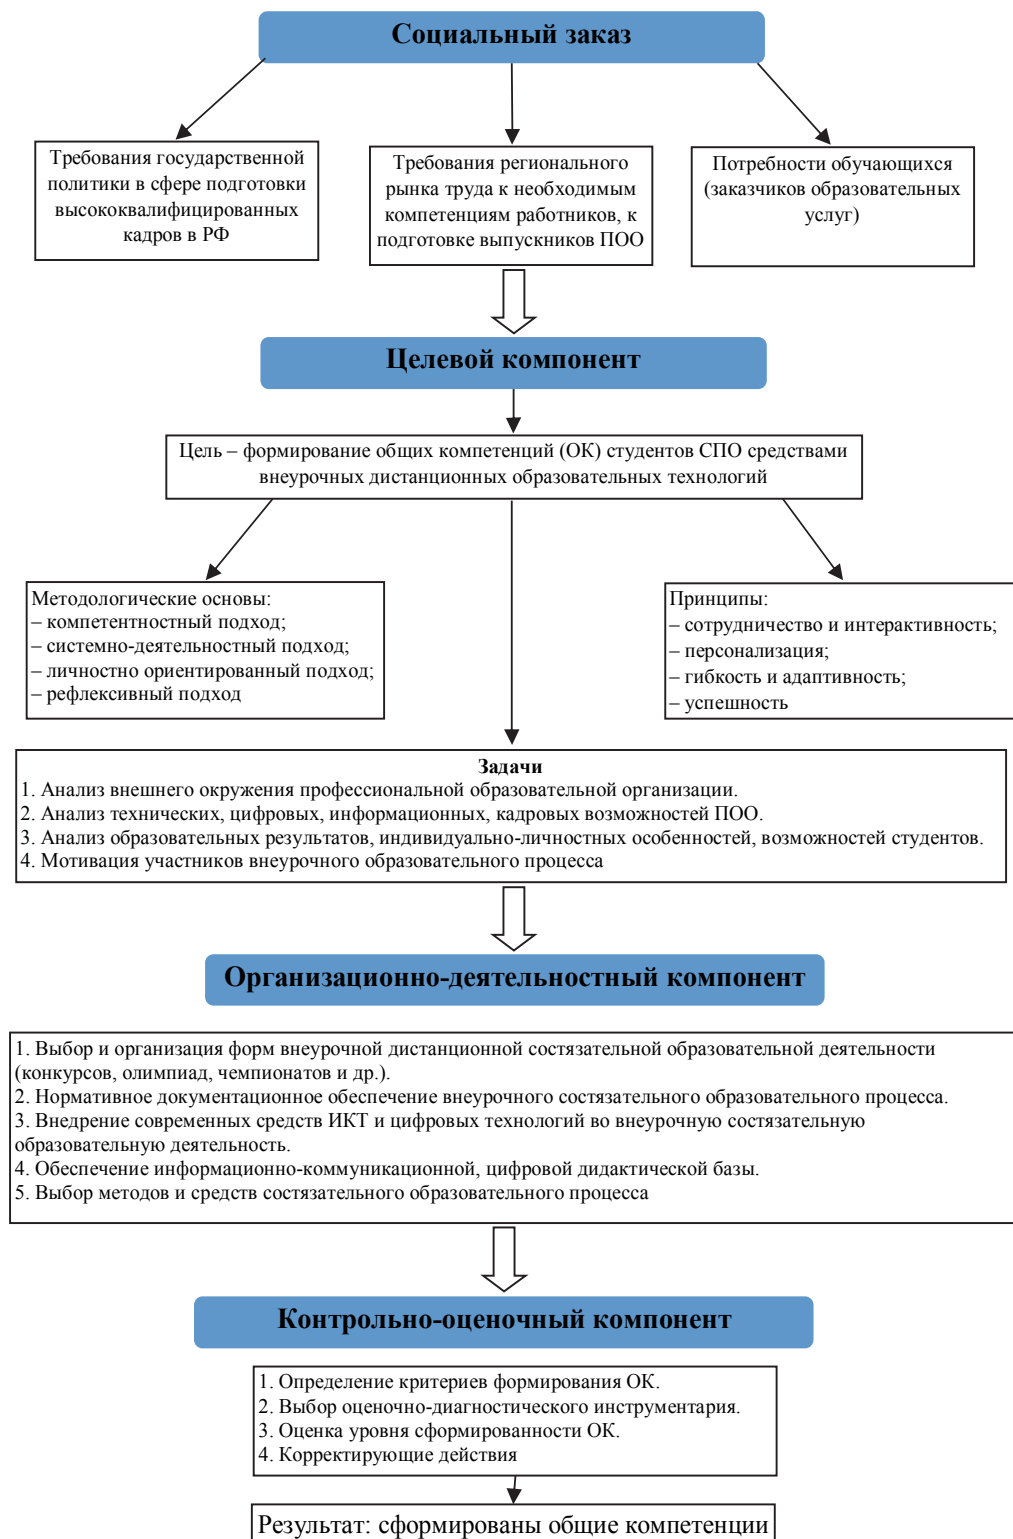 Социальный заказ
Требования государственной
политики в сфере подготовки
высококвалифицированных
кадров в РФ
Требования регионального
рынка труда к необходимым
компетенциям работников, к
подготовке выпускников ПОО
Потребности обучающихся
(заказчиков образовательных
услуг)
Целевой компонент
Цель – формирование общих компетенций (ОК) студентов СПО средствами
внеурочных дистанционных образовательных технологий
Методологические основы:
– компетентностный подход;
– системно-деятельностный подход;
– личностно ориентированный подход;
– рефлексивный подход
Принципы:
– сотрудничество и интерактивность;
– персонализация;
– гибкость и адаптивность;
– успешность
Задачи
1. Анализ внешнего окружения профессиональной образовательной организации.
2. Анализ технических, цифровых, информационных, кадровых возможностей ПОО.
3. Анализ образовательных результатов, индивидуально-личностных особенностей, возможностей студентов.
4. Мотивация участников внеурочного образовательного процесса
Организационно-деятельностный компонент
1. Выбор и организация форм внеурочной дистанционной состязательной образовательной деятельности
(конкурсов, олимпиад, чемпионатов и др.).
2. Нормативное документационное обеспечение внеурочного состязательного образовательного процесса.
3. Внедрение современных средств ИКТ и цифровых технологий во внеурочную состязательную
образовательную деятельность.
4. Обеспечение информационно-коммуникационной, цифровой дидактической базы.
5. Выбор методов и средств состязательного образовательного процесса
Контрольно-оценочный компонент
1. Определение критериев формирования ОК.
2. Выбор оценочно-диагностического инструментария.
3. Оценка уровня сформированности ОК.
4. Корректирующие действия
Результат: сформированы общие компетенции